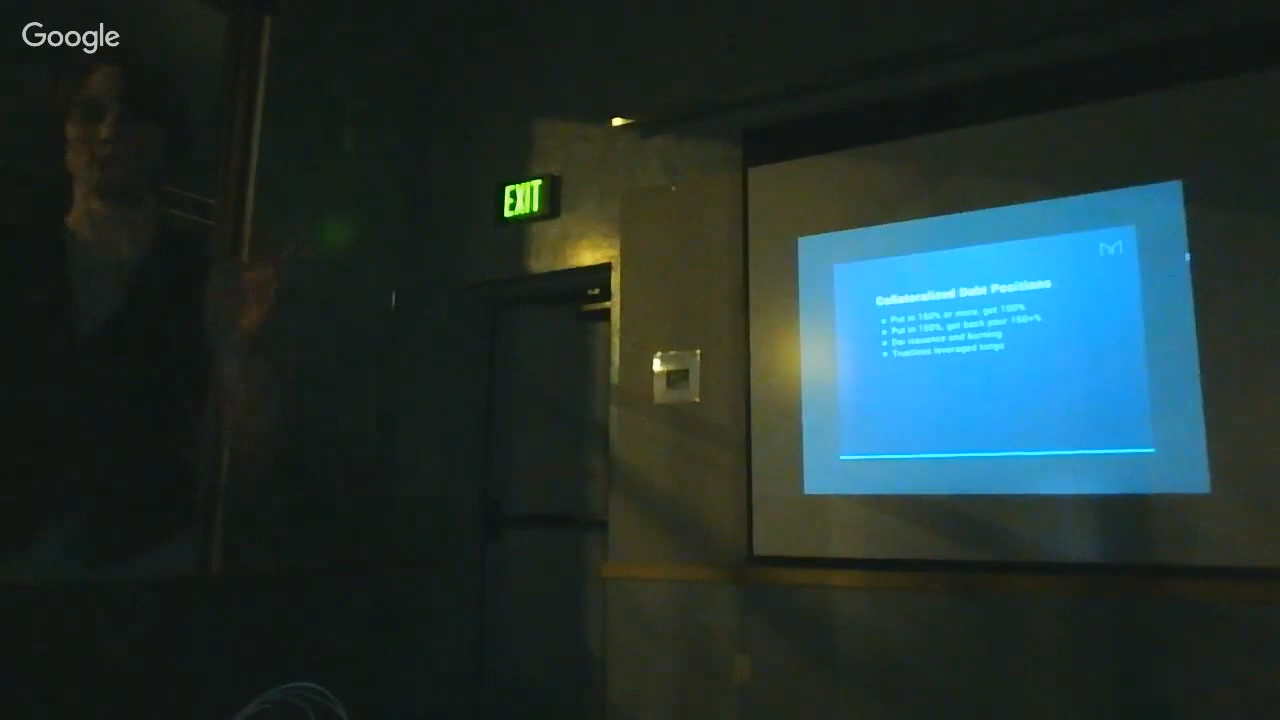 Google
EXIT
Collateralized Debt Positions
Put in 150% or more, get 100%
Put in 100%, get back your 150+%
Dai issuance and burning
Trustless leveraged longs